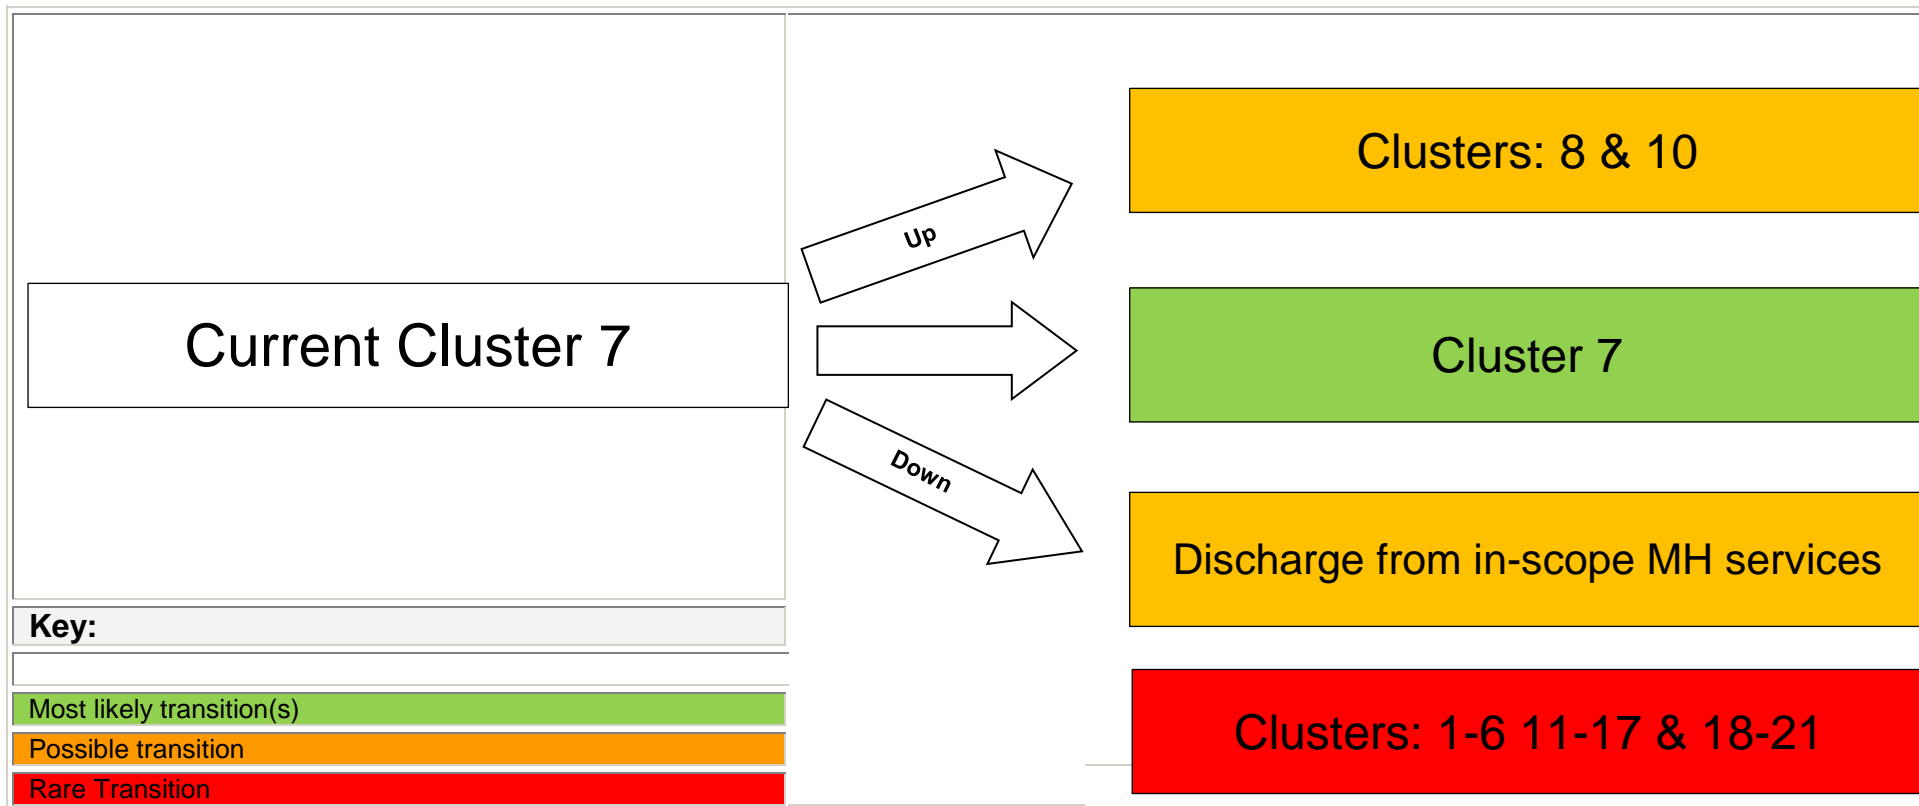 Current Cluster 7
Up
Down
Clusters: 8 & 10
Cluster 7
Discharge from in-scope MH services
Clusters: 1-6 11-17 & 18-21
Key:
Most likely transition(s)
Possible transition
Rare Transition